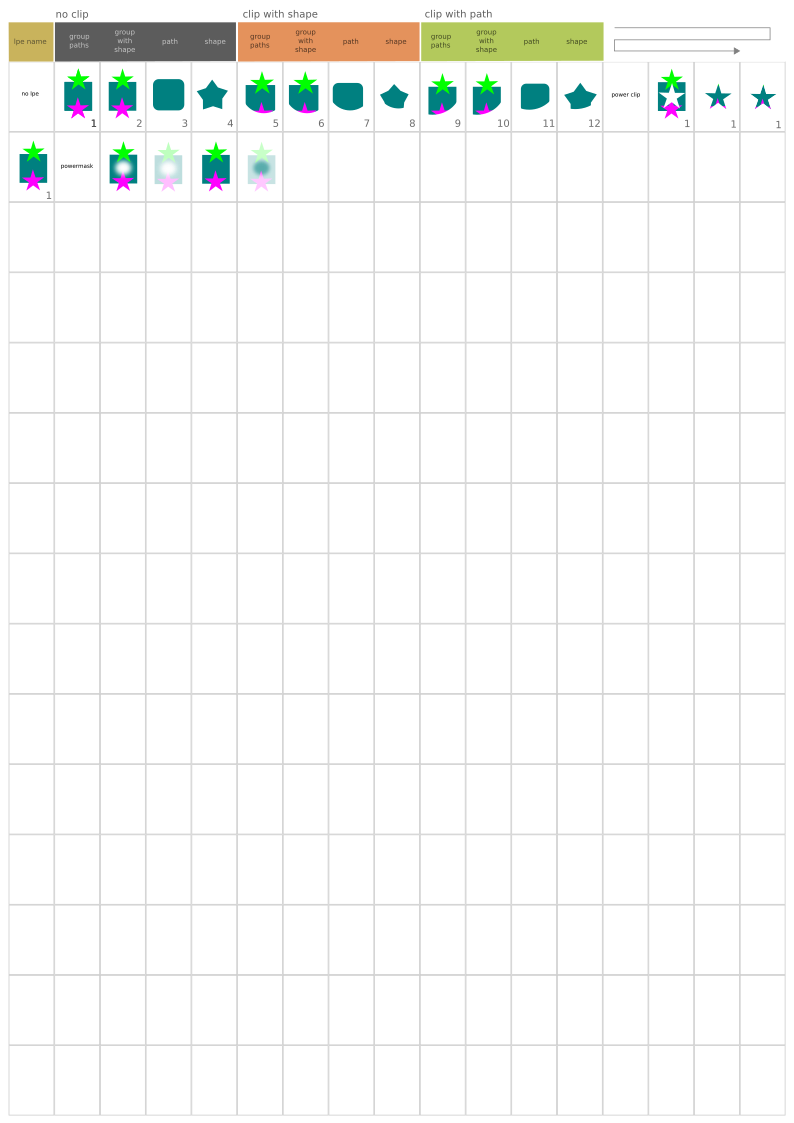 no clip
clip with shape
clip with path
lpe name
group
paths
group
with
shape
path
shape
group
paths
group
with
shape
path
shape
group
paths
group
with
shape
path
shape
no lpe
1
2
3
4
5
6
7
8
9
10
11
12
power clip
1
1
1
1
powermask